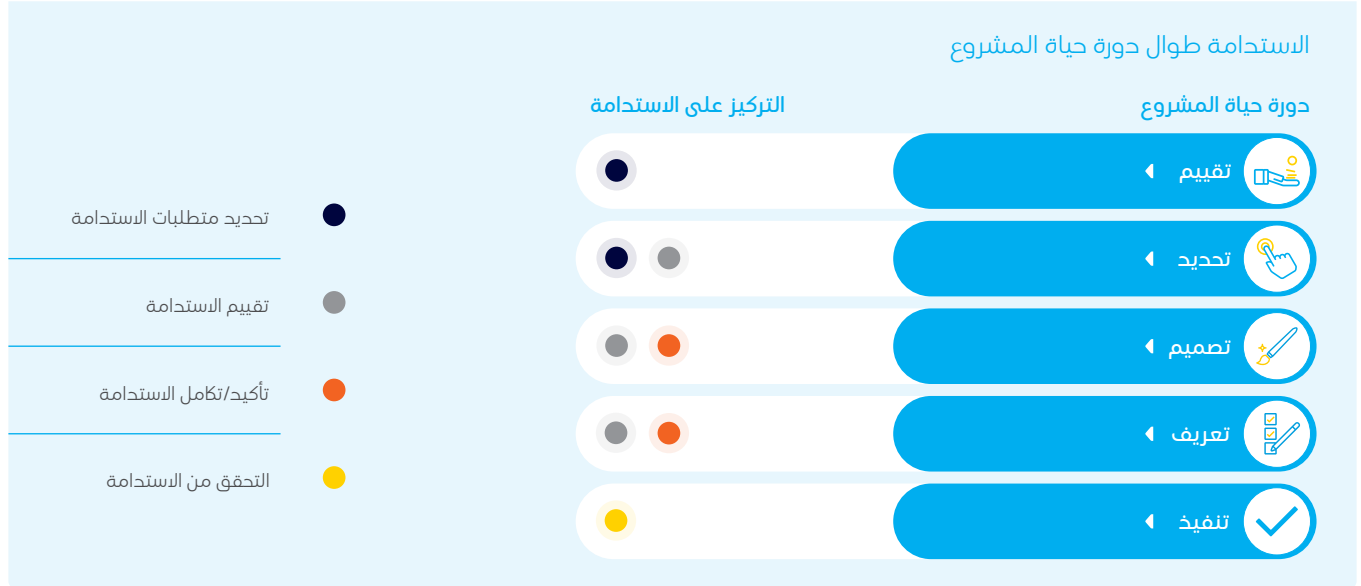 الاستدامة طوال دورة حياة المشروع
دورة حياة المشروع
التركيز على الاستدامة
تقييم
تحديد
تصميم
تعريف
تنفيذ
تحديد متطلبات الاستدامة
تقييم الاستدامة
تأكيد/تكامل الاستدامة
التحقق من الاستدامة